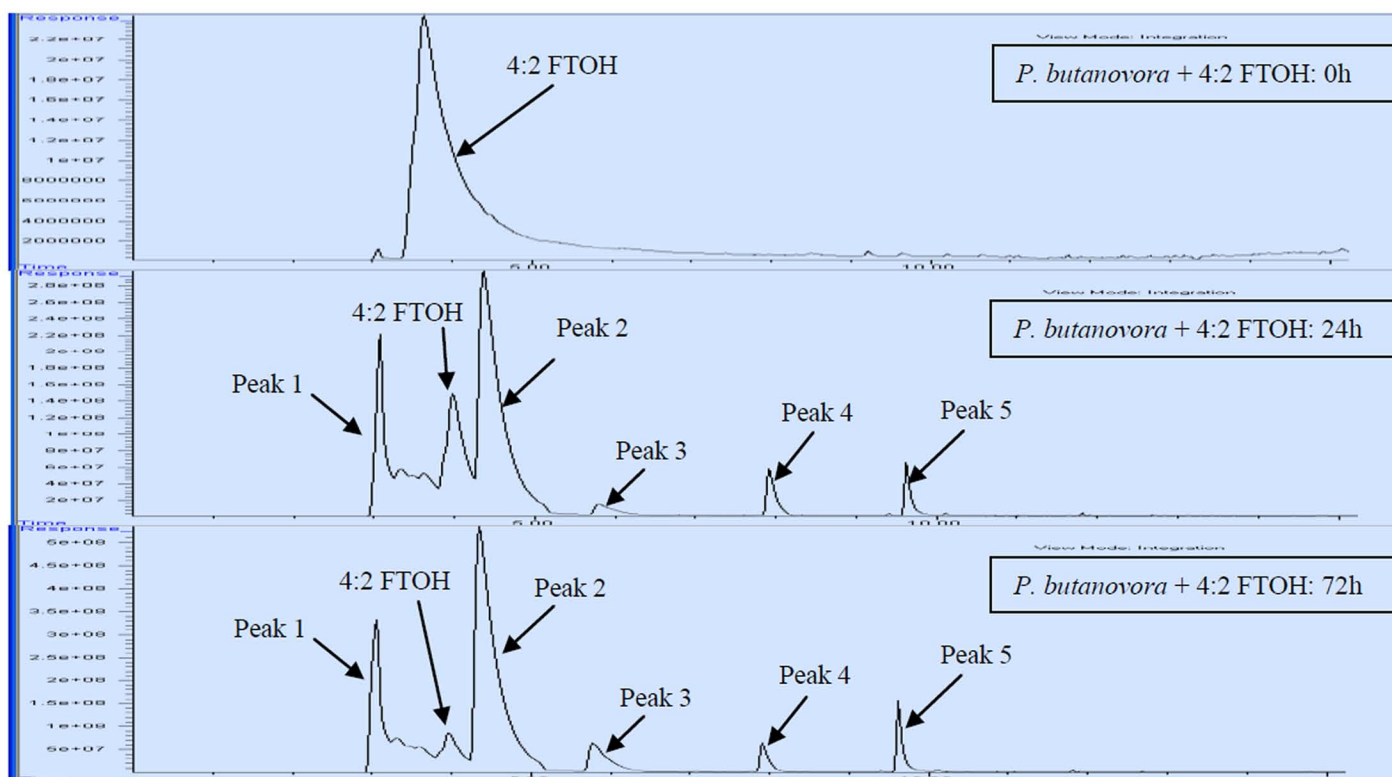 Response
View Mode: Integration
P. butanovora + 4:2 FTOH: 0h
4:2 FTOH
2.2e+07
2e+07
1.8e+07
1.6e+07
1.4e+07
1.2e+07
1e+07
8000000
6000000
4000000
2000000
Time
5.00
10.00
Response
View Mode: Integration
P. butanovora + 4:2 FTOH: 24h
2.8e+08
2.6e+08
2.4e+08
2.2e+08
2e+08
1.8e+08
1.6e+08
1.4e+08
1.2e+08
1e+08
8e+07
6e+07
4e+07
2e+07
4:2 FTOH
Peak 1
Peak 2
Peak 3
Peak 4
Peak 5
Time
5.00
10.00
Response
View Mode: Integration
P. butanovora + 4:2 FTOH: 72h
5e+08
4.5e+08
4e+08
3.5e+08
3e+08
2.5e+08
2e+08
1.5e+08
1e+08
5e+07
4:2 FTOH
Peak 1
Peak 2
Peak 3
Peak 4
Peak 5